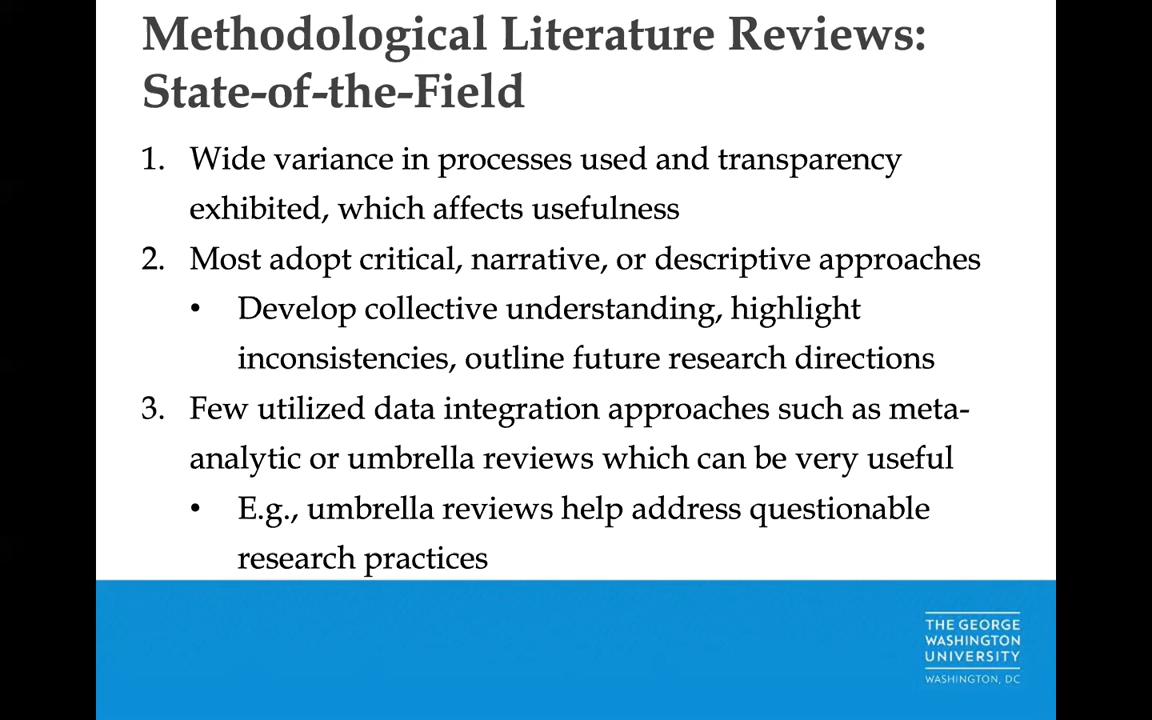 Methodological Literature Reviews:
State-of-the-Field
1. Wide variance in processes used and transparency
exhibited, which affects usefulness
2. Most adopt critical, narrative, or descriptive approaches
• Develop collective understanding, highlight
inconsistencies, outline future research directions
3. Few utilized data integration approaches such as meta-
analytic or umbrella reviews which can be very useful
• E.g., umbrella reviews help address questionable
research practices
THE GEORGE
WASHINGTON
UNIVERSITY
WASHINGTON, DC